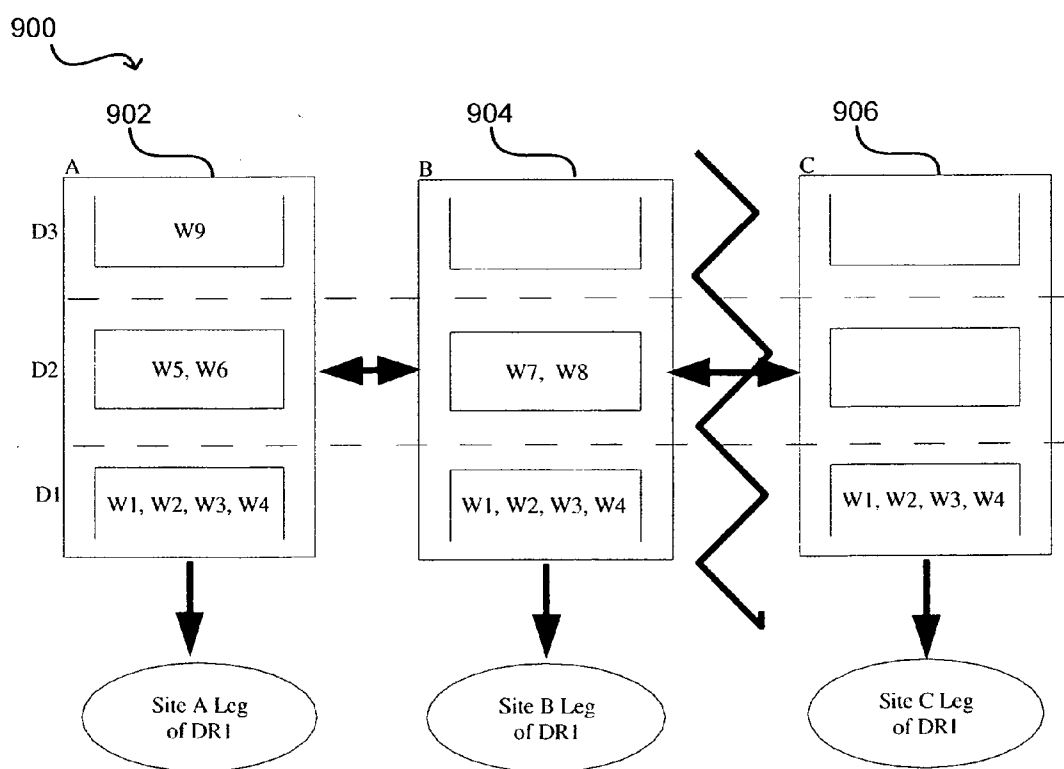 900
902
904
906
A
B
C
D3
W9
D2
W5, W6
W7, W8
D1
W1, W2, W3, W4
W1, W2, W3, W4
W1, W2, W3, W4
Site A Leg
of DR1
Site B Leg
of DR1
Site C Leg
of DR1